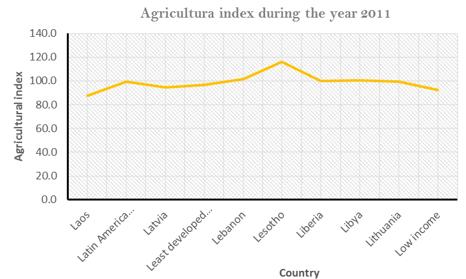 Agricultura index during the year 2011
140.0
120.0
100.0
80.0
60.0
40.0
20.0
0.0
Agricultural index
Laos
Latin America...
Latvia
Least developed...
Lebanon
Lesotho
Liberia
Libya
Lithuania
Low income
Country